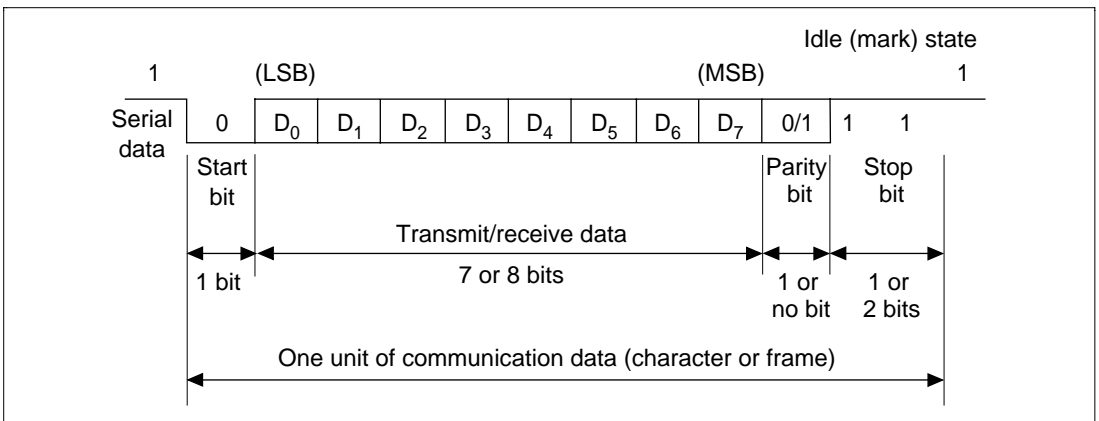 Idle (mark) state
1 (LSB) (MSB) 1
Serial data 0 D₀ D₁ D₂ D₃ D₄ D₅ D₆ D₇ 0/1 1 1
Start bit
Parity bit
Stop bit
Transmit/receive data
1 bit
7 or 8 bits
1 or no bit
1 or 2 bits
One unit of communication data (character or frame)